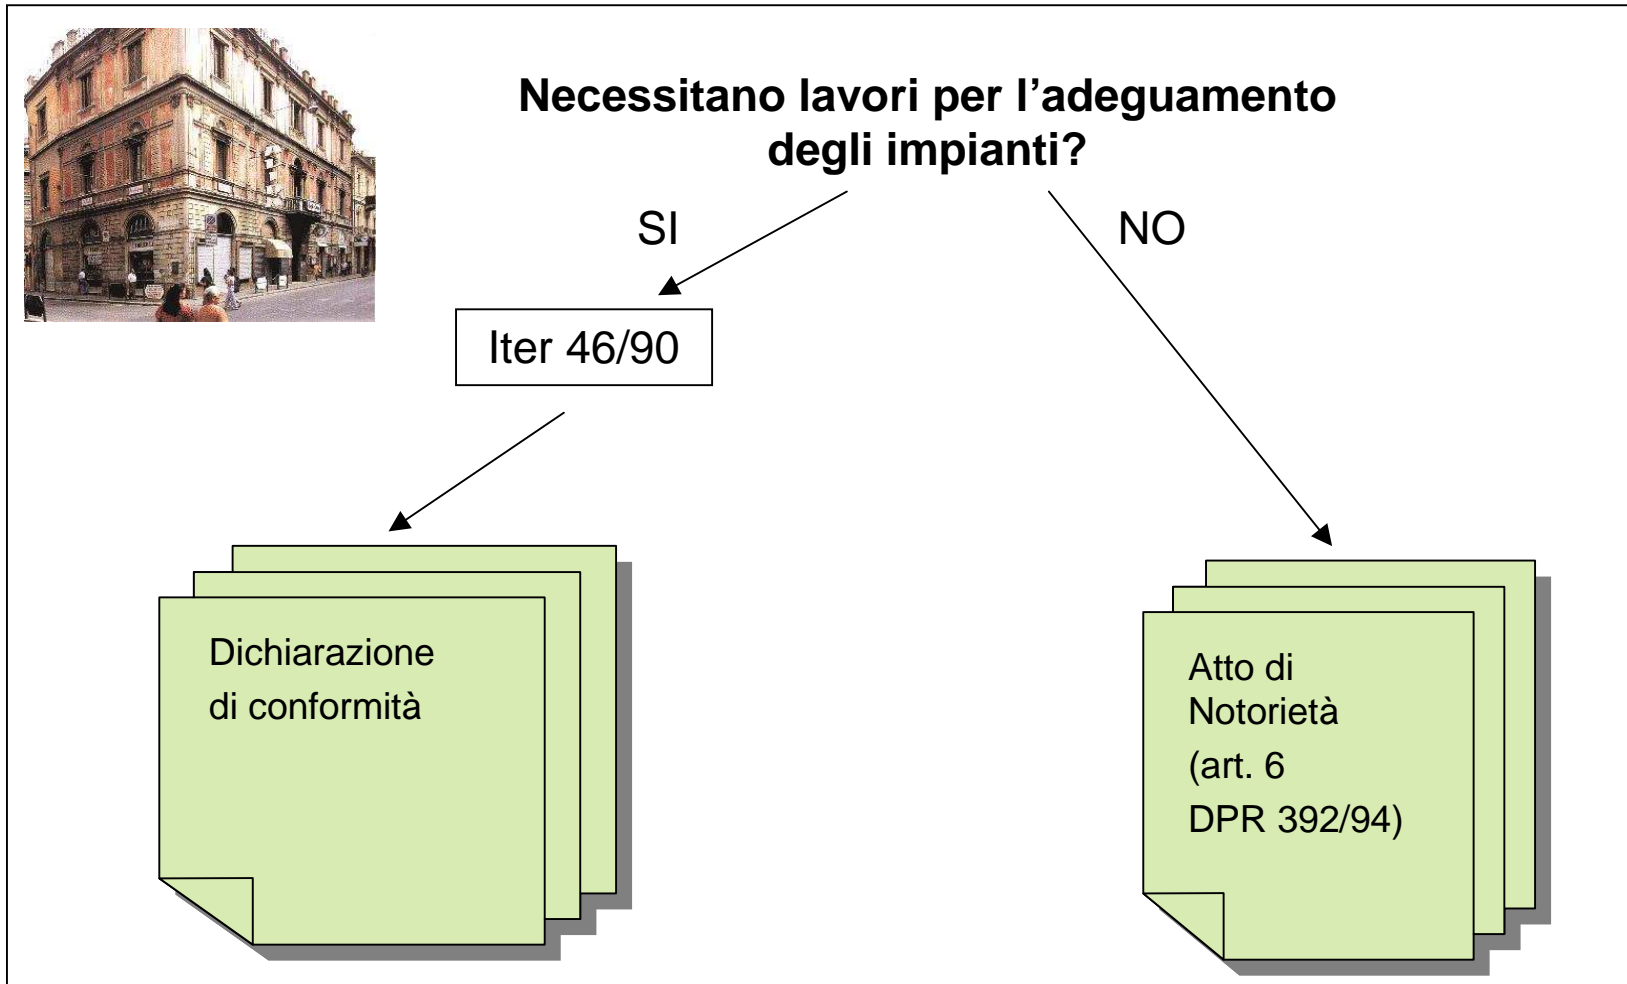 Necessitano lavori per l’adeguamento
degli impianti?
SI
NO
Iter 46/90
Dichiarazione
di conformità
Atto di
Notorietà
(art. 6
DPR 392/94)